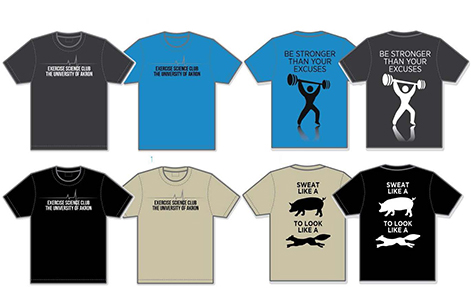 EXERCISE SCIENCE CLUB
THE UNIVERSITY OF AKRON
EXERCISE SCIENCE CLUB
THE UNIVERSITY OF AKRON
BE STRONGER
THAN YOUR
EXCUSES
BE STRONGER
THAN YOUR
EXCUSES
EXERCISE SCIENCE CLUB
THE UNIVERSITY OF AKRON
EXERCISE SCIENCE CLUB
THE UNIVERSITY OF AKRON
SWEAT
LIKE A
TO LOOK
LIKE A
SWEAT
LIKE A
TO LOOK
LIKE A